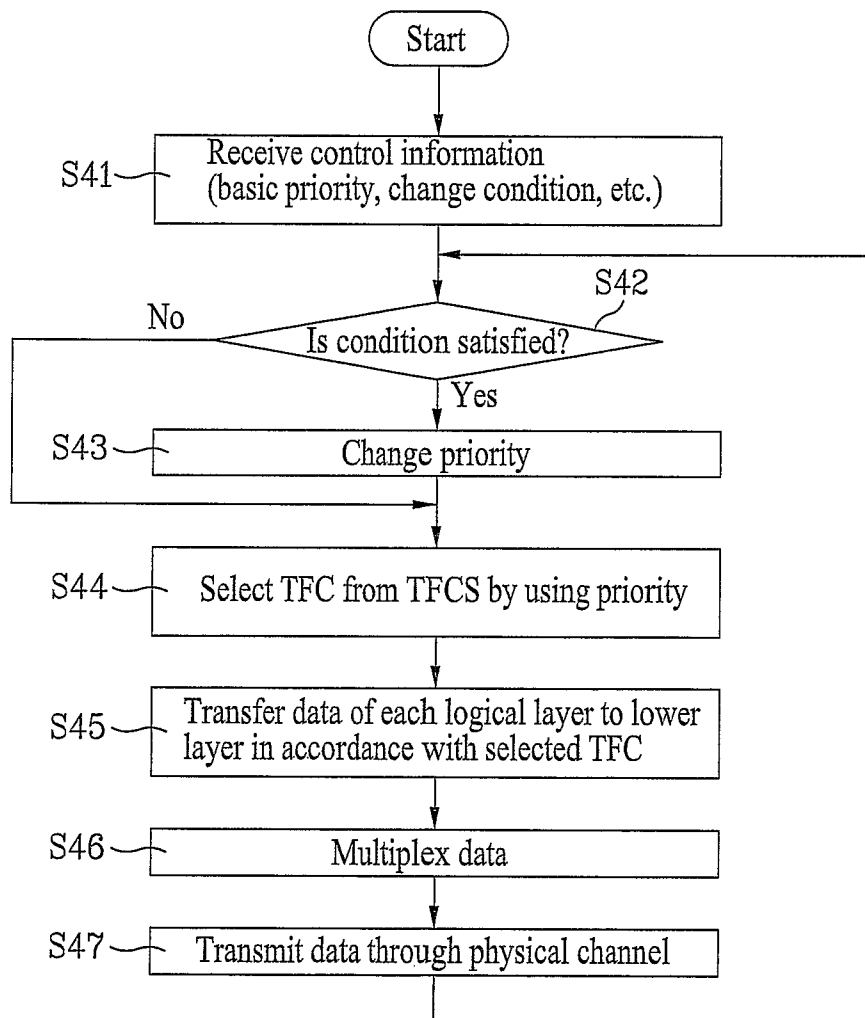 Start
S41
Receive control information
(basic priority, change condition, etc.)
S42
No
Is condition satisfied?
Yes
S43
Change priority
S44
Select TFC from TFCS by using priority
S45
Transfer data of each logical layer to lower
layer in accordance with selected TFC
S46
Multiplex data
S47
Transmit data through physical channel